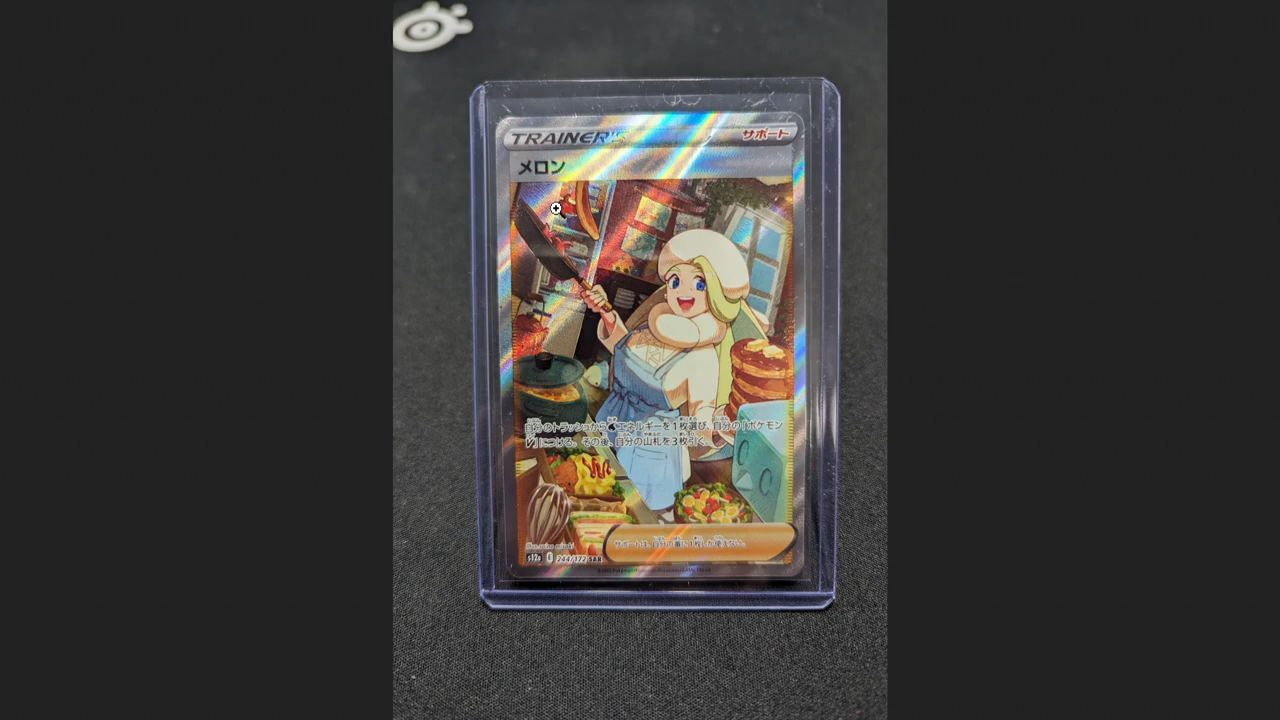 TRAINER
サポート
メロン
自分のトラッシュからエネルギーを1枚選び、自分の「ポケモン
V」につける。その後、自分の山札を3枚引く。
サポートは、自分の番に1枚しか使えない。
s12a F 244/172 SAR